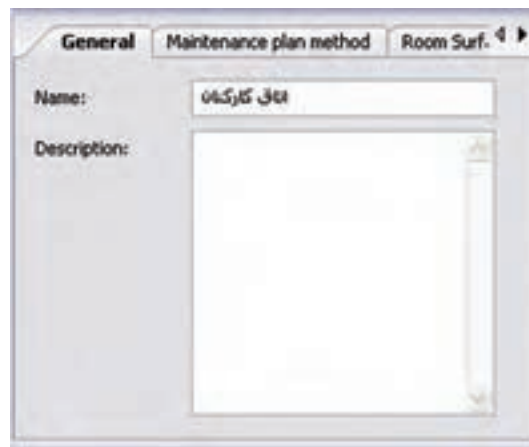 General Maintenance plan method Room Surf.
Name: اتاق کارکنان
Description: